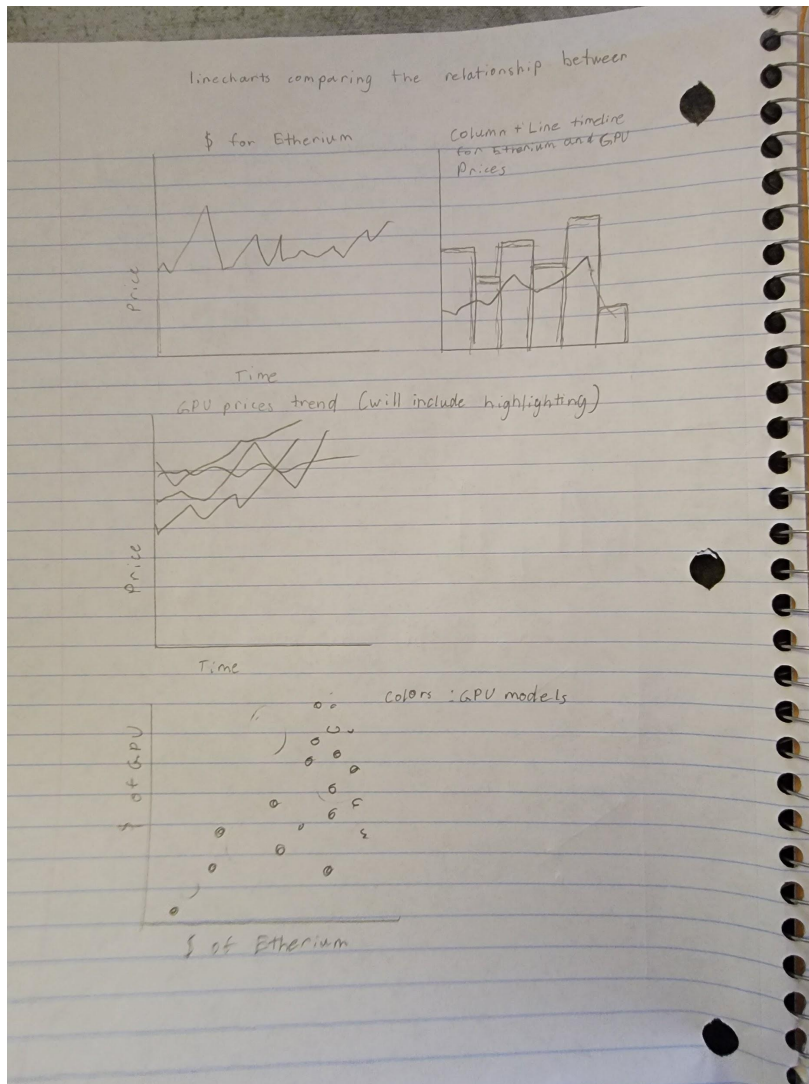 linecharts comparing the relationship between
$ for Etherium
Column + Line timeline
for Etherium and GPU
Prices
Price
Time
GPU prices trend (will include highlighting)
Price
Time
Colors : GPU models
$ of GPU
$ of Etherium